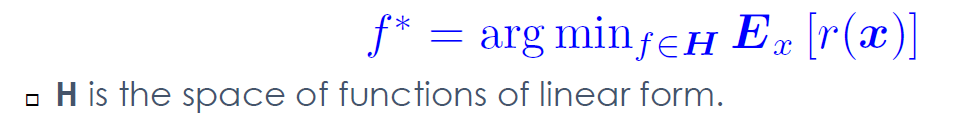 f* = arg min_{f∈H} E_x [r(x)]
H is the space of functions of linear form.